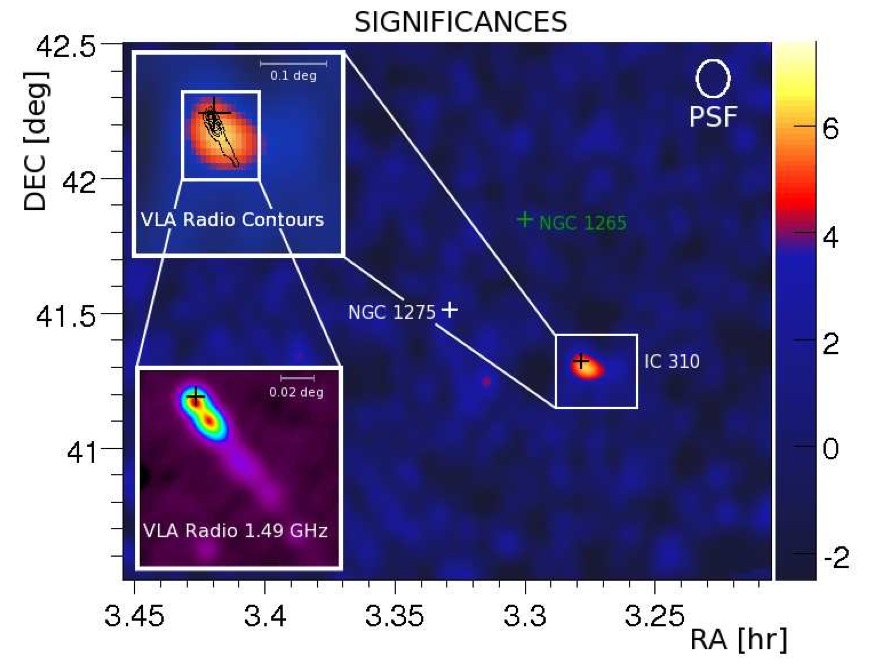 SIGNIFICANCES
DEC [deg]
42.5
42
41.5
41
0.1 deg
VLA Radio Contours
PSF
NGC 1265
NGC 1275
IC 310
0.02 deg
VLA Radio 1.49 GHz
6
4
2
0
-2
3.45
3.4
3.35
3.3
3.25
RA [hr]